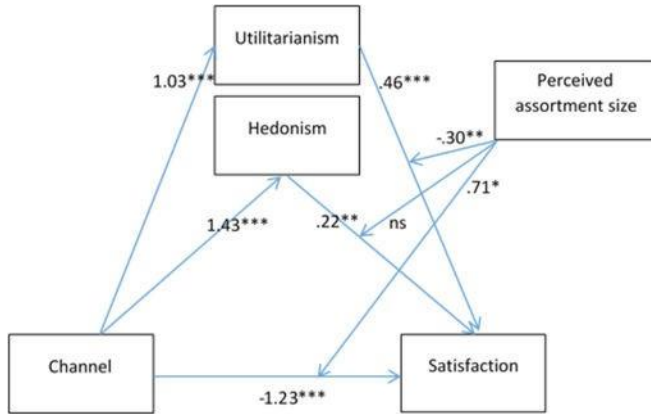 Utilitarianism
1.03***
.46***
Perceived
assortment size
Hedonism
-.30**
.71*
1.43***
.22**
ns
Channel
Satisfaction
-1.23***